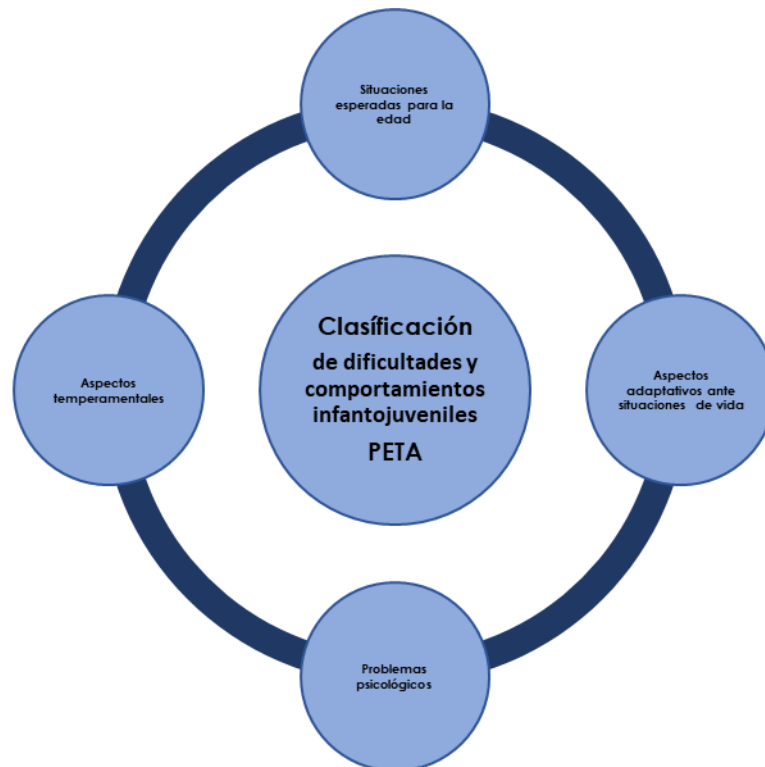 Situaciones
esperadas para la
edad
Clasíficación
de dificultades y
comportamientos
infantojuveniles
PETA
Aspectos
temperamentales
Aspectos
adaptativos ante
situaciones de vida
Problemas
psicológicos